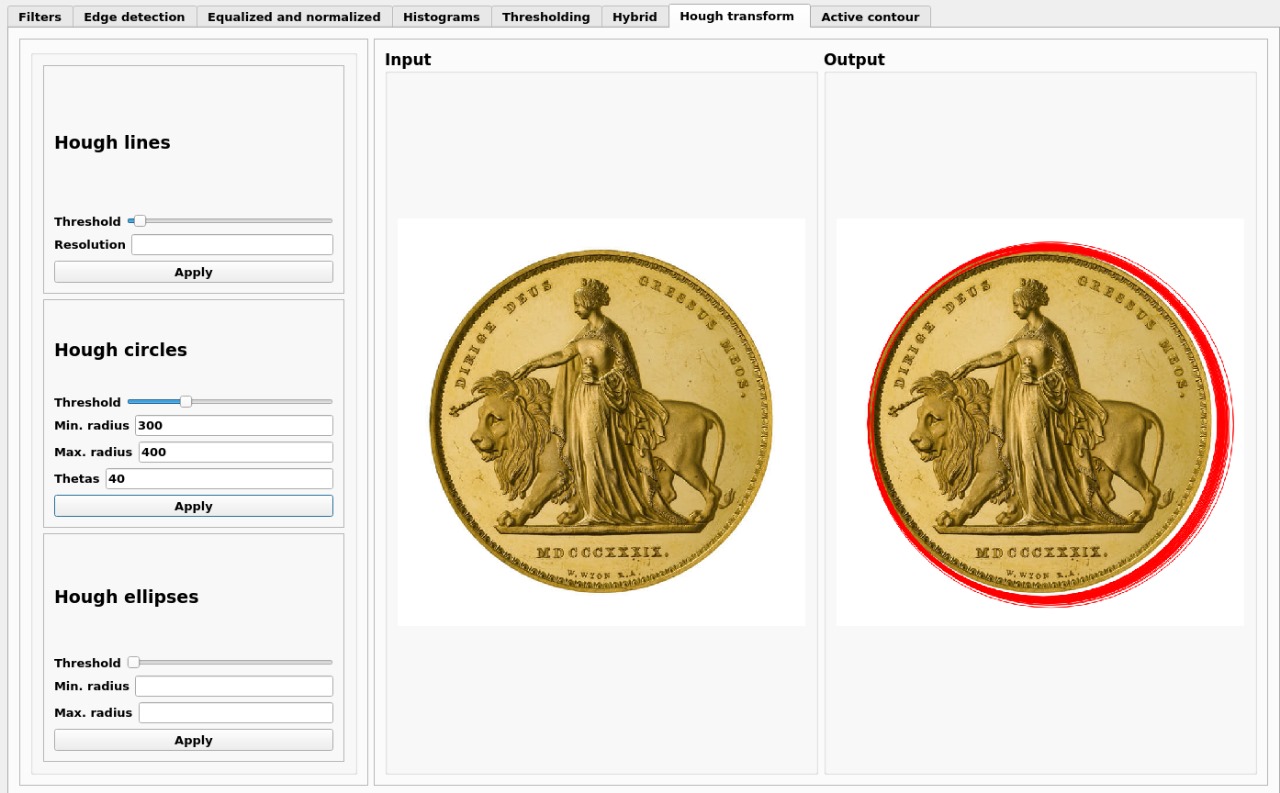 Filters Edge detection Equalized and normalized Histograms Thresholding Hybrid Hough transform Active contour
Hough lines
Threshold
Resolution
Apply
Hough circles
Threshold
Min. radius 300
Max. radius 400
Thetas 40
Apply
Hough ellipses
Threshold
Min. radius
Max. radius
Apply
Input
DIRIGE DEUS GRESSUS MEOS.
MDCCCXXXIX.
W. WYON R.A.
Output
DIRIGE DEUS GRESSUS MEOS.
MDCCCXXXIX.
W. WYON R.A.